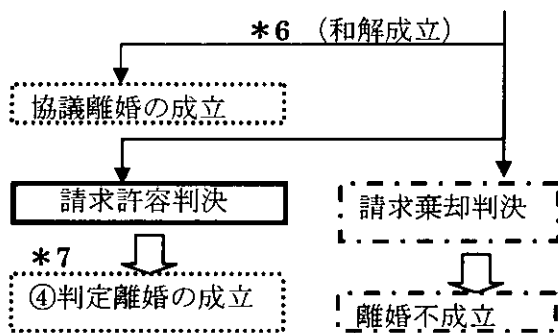 *6 (和解成立)
協議離婚の成立
請求許容判決
請求棄却判決
*7
④判定離婚の成立
離婚不成立